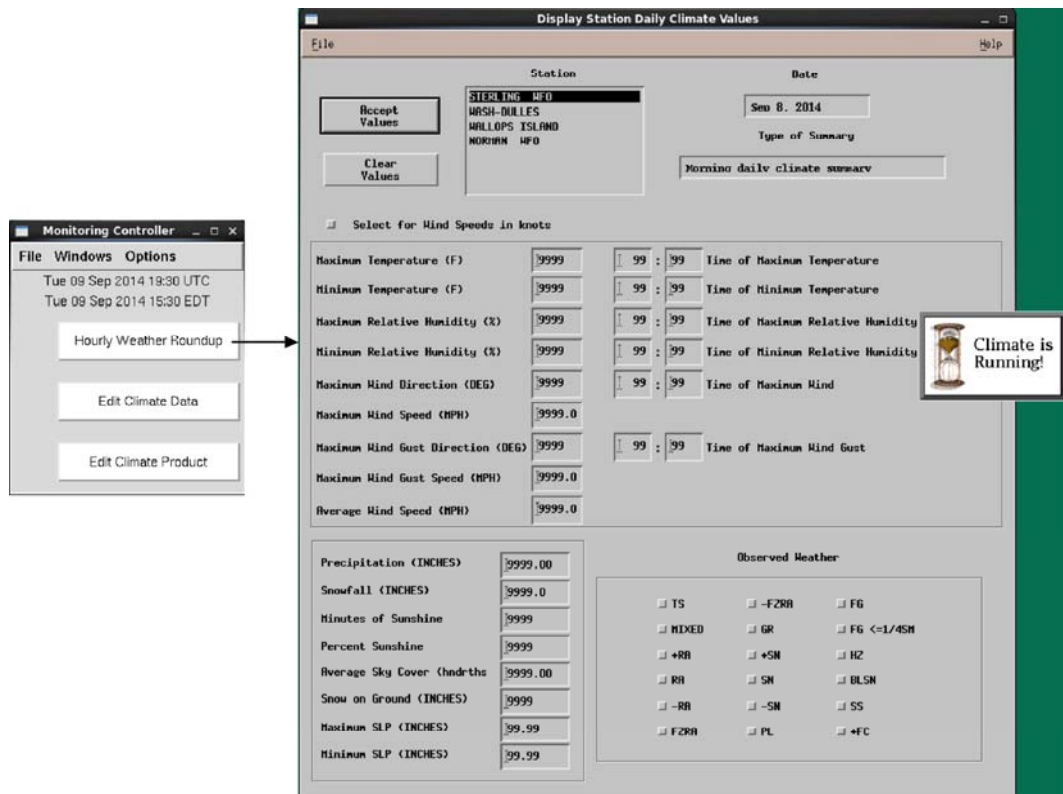 Display Station Daily Climate Values
File Help
Station
Date
Accept
Values
STERLING WFO
WASH-DULLES
WALLOPS ISLAND
NORMAN WFO
Sep 8, 2014
Type of Summary
Clear
Values
Morning daily climate summary
Select for Wind Speeds in knots
Monitoring Controller
File Windows Options
Tue 09 Sep 2014 19:30 UTC
Tue 09 Sep 2014 15:30 EDT
Hourly Weather Roundup
Edit Climate Data
Edit Climate Product
Maximum Temperature (F) 9999 99 : 99 Time of Maximum Temperature
Minimum Temperature (F) 9999 99 : 99 Time of Minimum Temperature
Maximum Relative Humidity (%) 9999 99 : 99 Time of Maximum Relative Humidity
Minimum Relative Humidity (%) 9999 99 : 99 Time of Minimum Relative Humidity
Maximum Wind Direction (DEG) 9999 99 : 99 Time of Maximum Wind
Maximum Wind Speed (MPH) 9999.0
Maximum Wind Gust Direction (DEG) 9999 99 : 99 Time of Maximum Wind Gust
Maximum Wind Gust Speed (MPH) 9999.0
Average Wind Speed (MPH) 9999.0
Climate is
Running!
Precipitation (INCHES) 9999.00
Snowfall (INCHES) 9999.0
Minutes of Sunshine 9999
Percent Sunshine 9999
Average Sky Cover (hndrths 9999.00
Snow on Ground (INCHES) 9999
Maximum SLP (INCHES) 99.99
Minimum SLP (INCHES) 99.99
Observed Weather
TS -FZRA FG
MIXED GR FG <=1/4SM
+RA +SN HZ
RA SN BLSN
-RA -SN SS
FZRA PL +FC